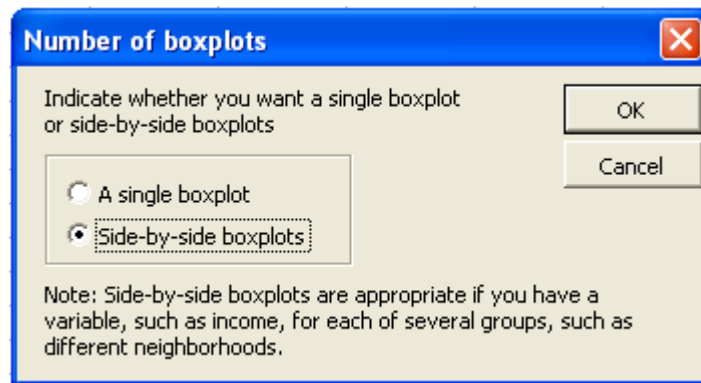 Number of boxplots
Indicate whether you want a single boxplot
or side-by-side boxplots
OK
Cancel
A single boxplot
Side-by-side boxplots
Note: Side-by-side boxplots are appropriate if you have a
variable, such as income, for each of several groups, such as
different neighborhoods.